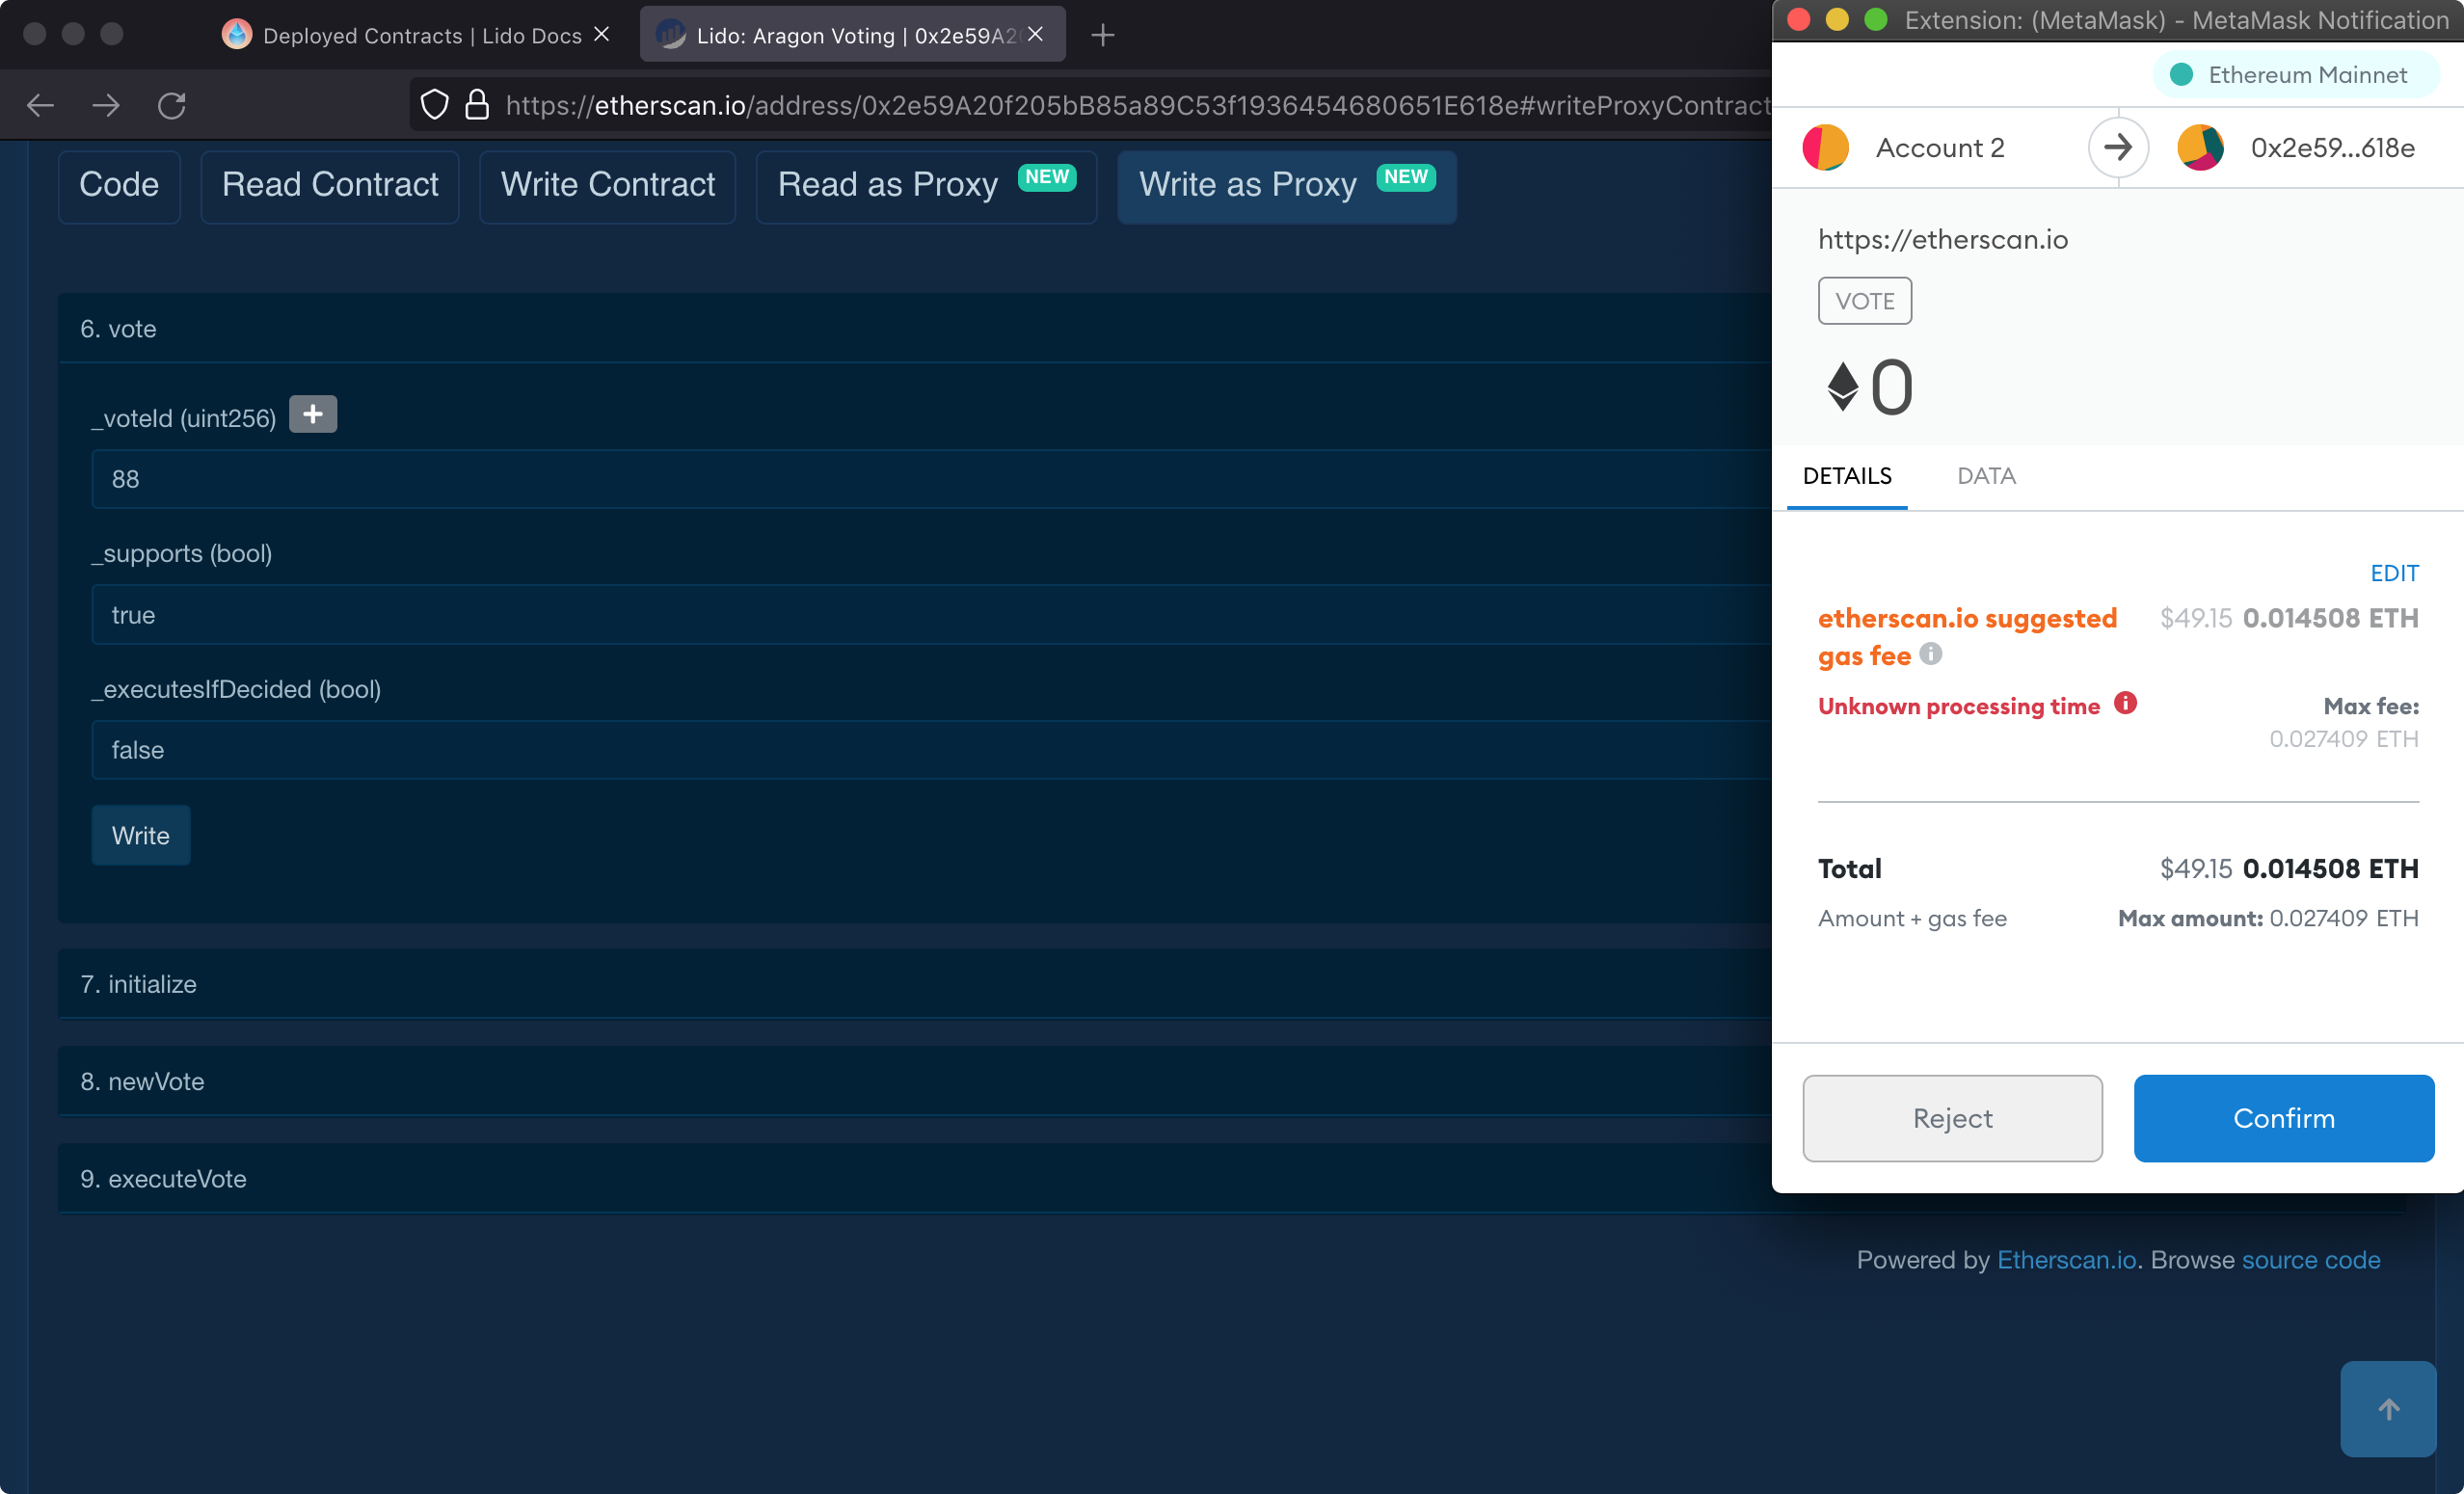 Deployed Contracts | Lido Docs
Lido: Aragon Voting | 0x2e59A20
https://etherscan.io/address/0x2e59A20f205bB85a89C53f1936454680651E618e#writeProxyContract
Code
Read Contract
Write Contract
Read as Proxy NEW
Write as Proxy NEW
6. vote
_voteId (uint256) +
88
_supports (bool)
true
_executesIfDecided (bool)
false
Write
7. initialize
8. newVote
9. executeVote
Powered by Etherscan.io. Browse source code
Extension: (MetaMask) - MetaMask Notification
Ethereum Mainnet
Account 2
0x2e59...618e
https://etherscan.io
VOTE
0
DETAILS
DATA
EDIT
etherscan.io suggested gas fee $49.15 0.014508 ETH
Unknown processing time
Max fee:
0.027409 ETH
Total $49.15 0.014508 ETH
Amount + gas fee Max amount: 0.027409 ETH
Reject
Confirm